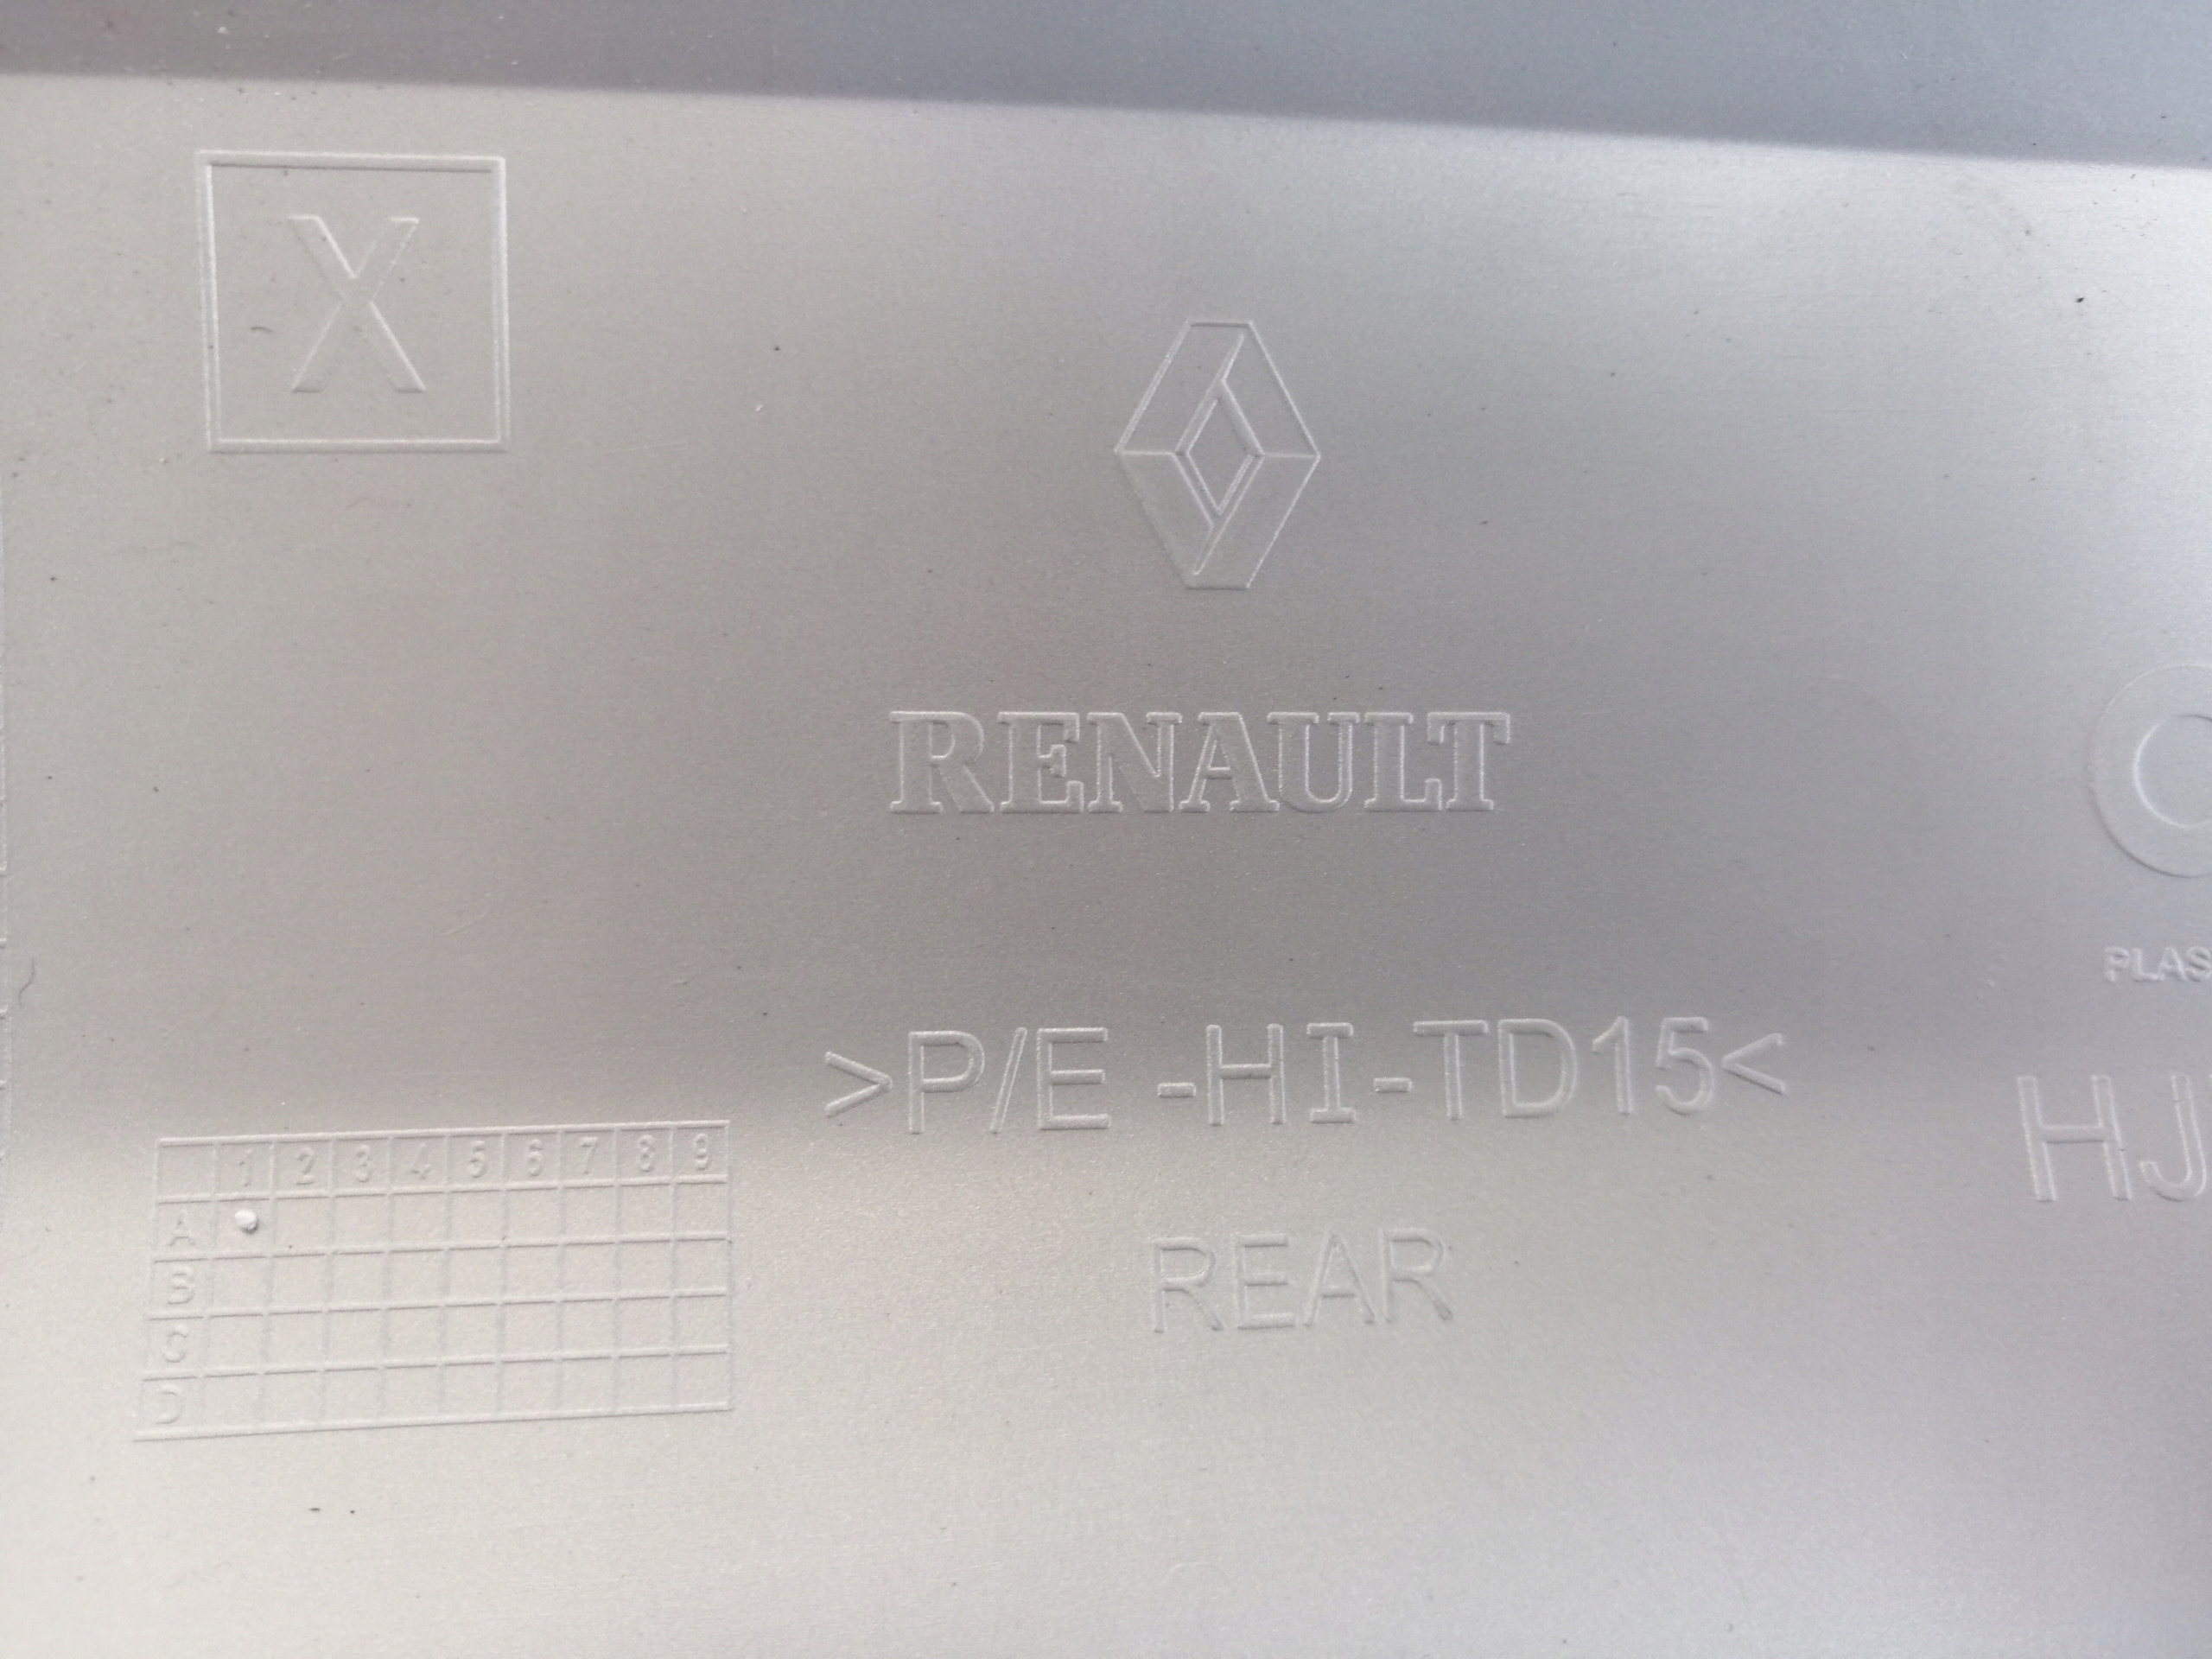 X
RENAULT
PLAS
>P/E -HI-TD15<
HJ
1 2 3 4 5 6 7 8 9
A
B
C
D
REAR